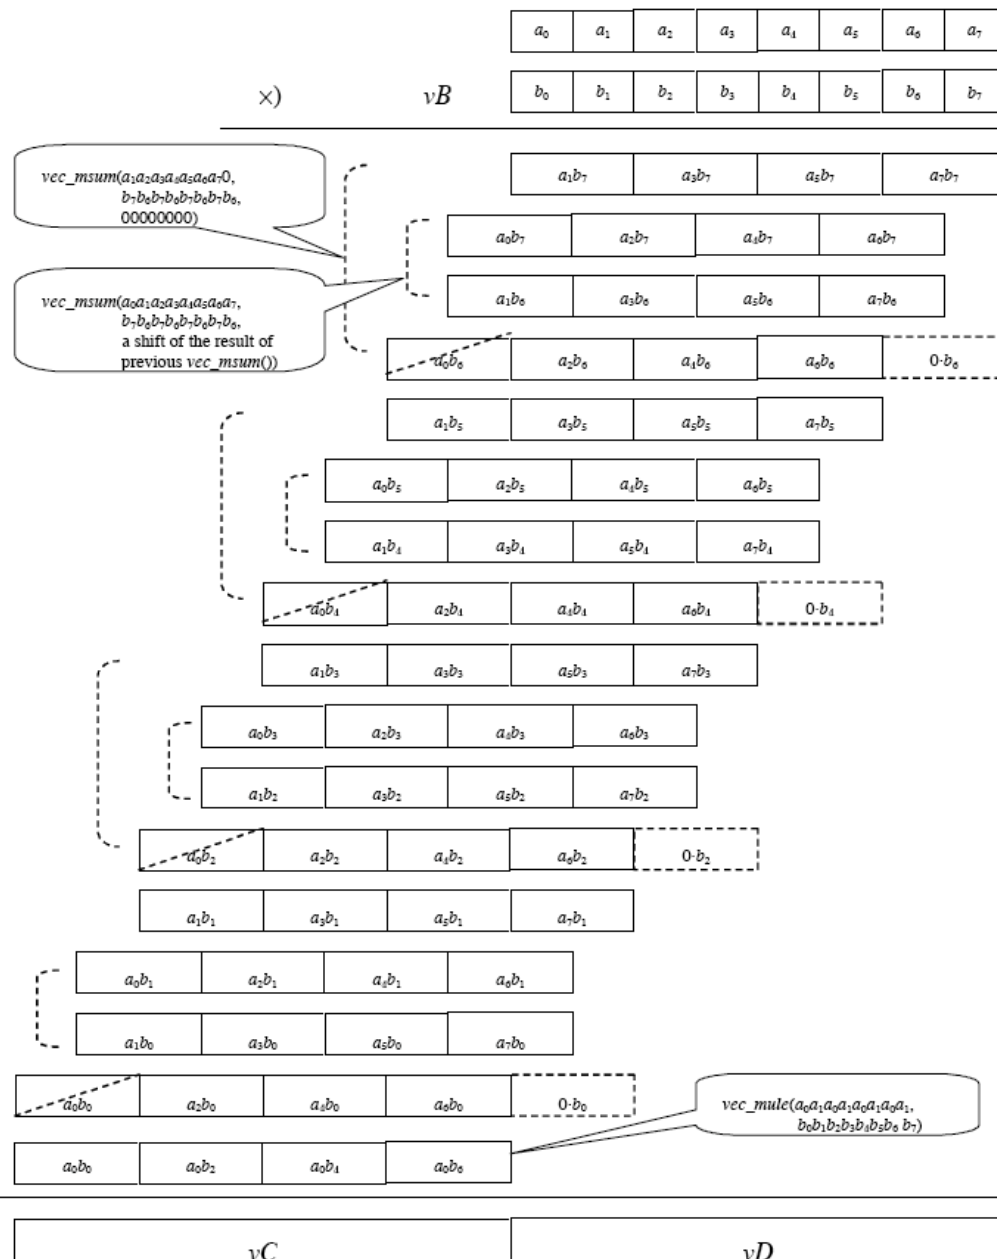 a₀ a₁ a₂ a₃ a₄ a₅ a₆ a₇
×) vB b₀ b₁ b₂ b₃ b₄ b₅ b₆ b₇
vec_msum(a₁a₂a₃a₄a₅a₆a₇0,
b₇b₆b₇b₆b₇b₆b₇b₆,
00000000)
a₁b₇ a₃b₇ a₅b₇ a₇b₇
a₀b₇ a₂b₇ a₄b₇ a₆b₇
vec_msum(a₀a₁a₂a₃a₄a₅a₆a₇,
b₇b₆b₇b₆b₇b₆b₇b₆,
a shift of the result of
previous vec_msum())
a₁b₆ a₃b₆ a₅b₆ a₇b₆
a₀b₆ a₂b₆ a₄b₆ a₆b₆ 0·b₆
a₁b₅ a₃b₅ a₅b₅ a₇b₅
a₀b₅ a₂b₅ a₄b₅ a₆b₅
a₁b₄ a₃b₄ a₅b₄ a₇b₄
a₀b₄ a₂b₄ a₄b₄ a₆b₄ 0·b₄
a₁b₃ a₃b₃ a₅b₃ a₇b₃
a₀b₃ a₂b₃ a₄b₃ a₆b₃
a₁b₂ a₃b₂ a₅b₂ a₇b₂
a₀b₂ a₂b₂ a₄b₂ a₆b₂ 0·b₂
a₁b₁ a₃b₁ a₅b₁ a₇b₁
a₀b₁ a₂b₁ a₄b₁ a₆b₁
a₁b₀ a₃b₀ a₅b₀ a₇b₀
a₀b₀ a₂b₀ a₄b₀ a₆b₀ 0·b₀
vec_mule(a₀a₁a₀a₁a₀a₁a₀a₁,
b₀b₁b₂b₃b₄b₅b₆ b₇)
a₀b₀ a₀b₂ a₀b₄ a₀b₆
vC vD